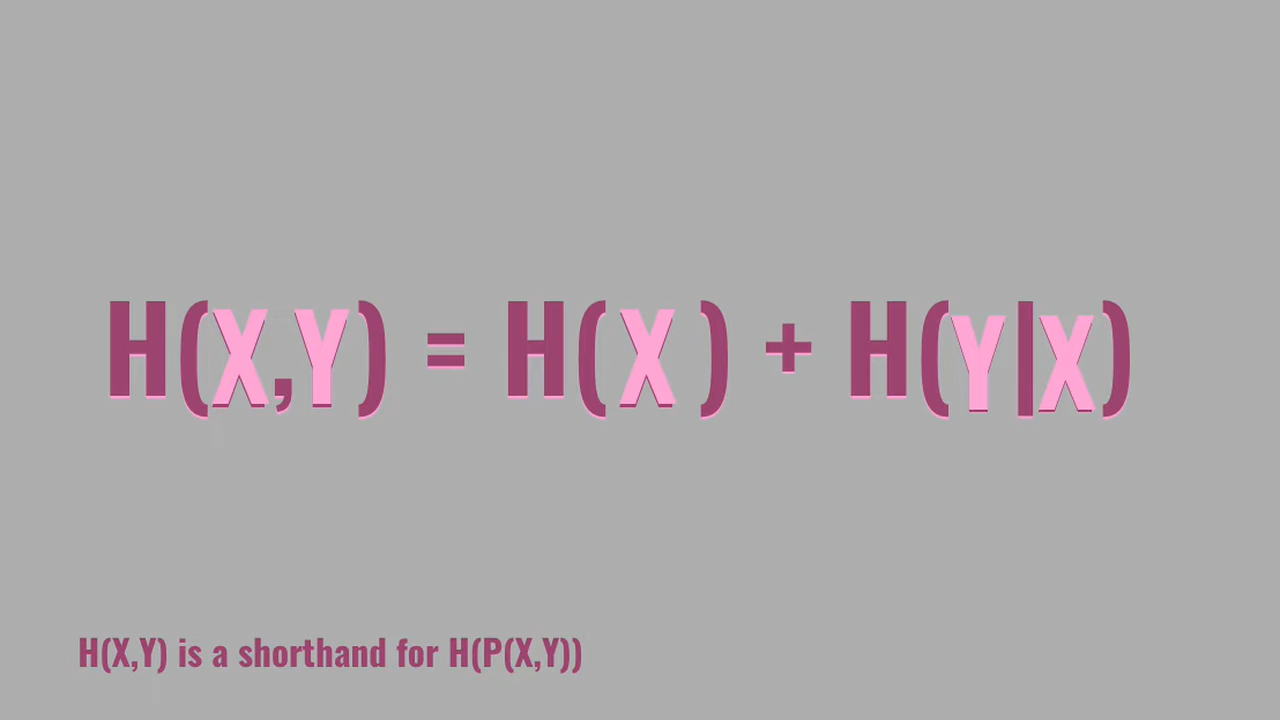 H(X,Y) = H( X ) + H(Y|X)
H(X,Y) is a shorthand for H(P(X,Y))